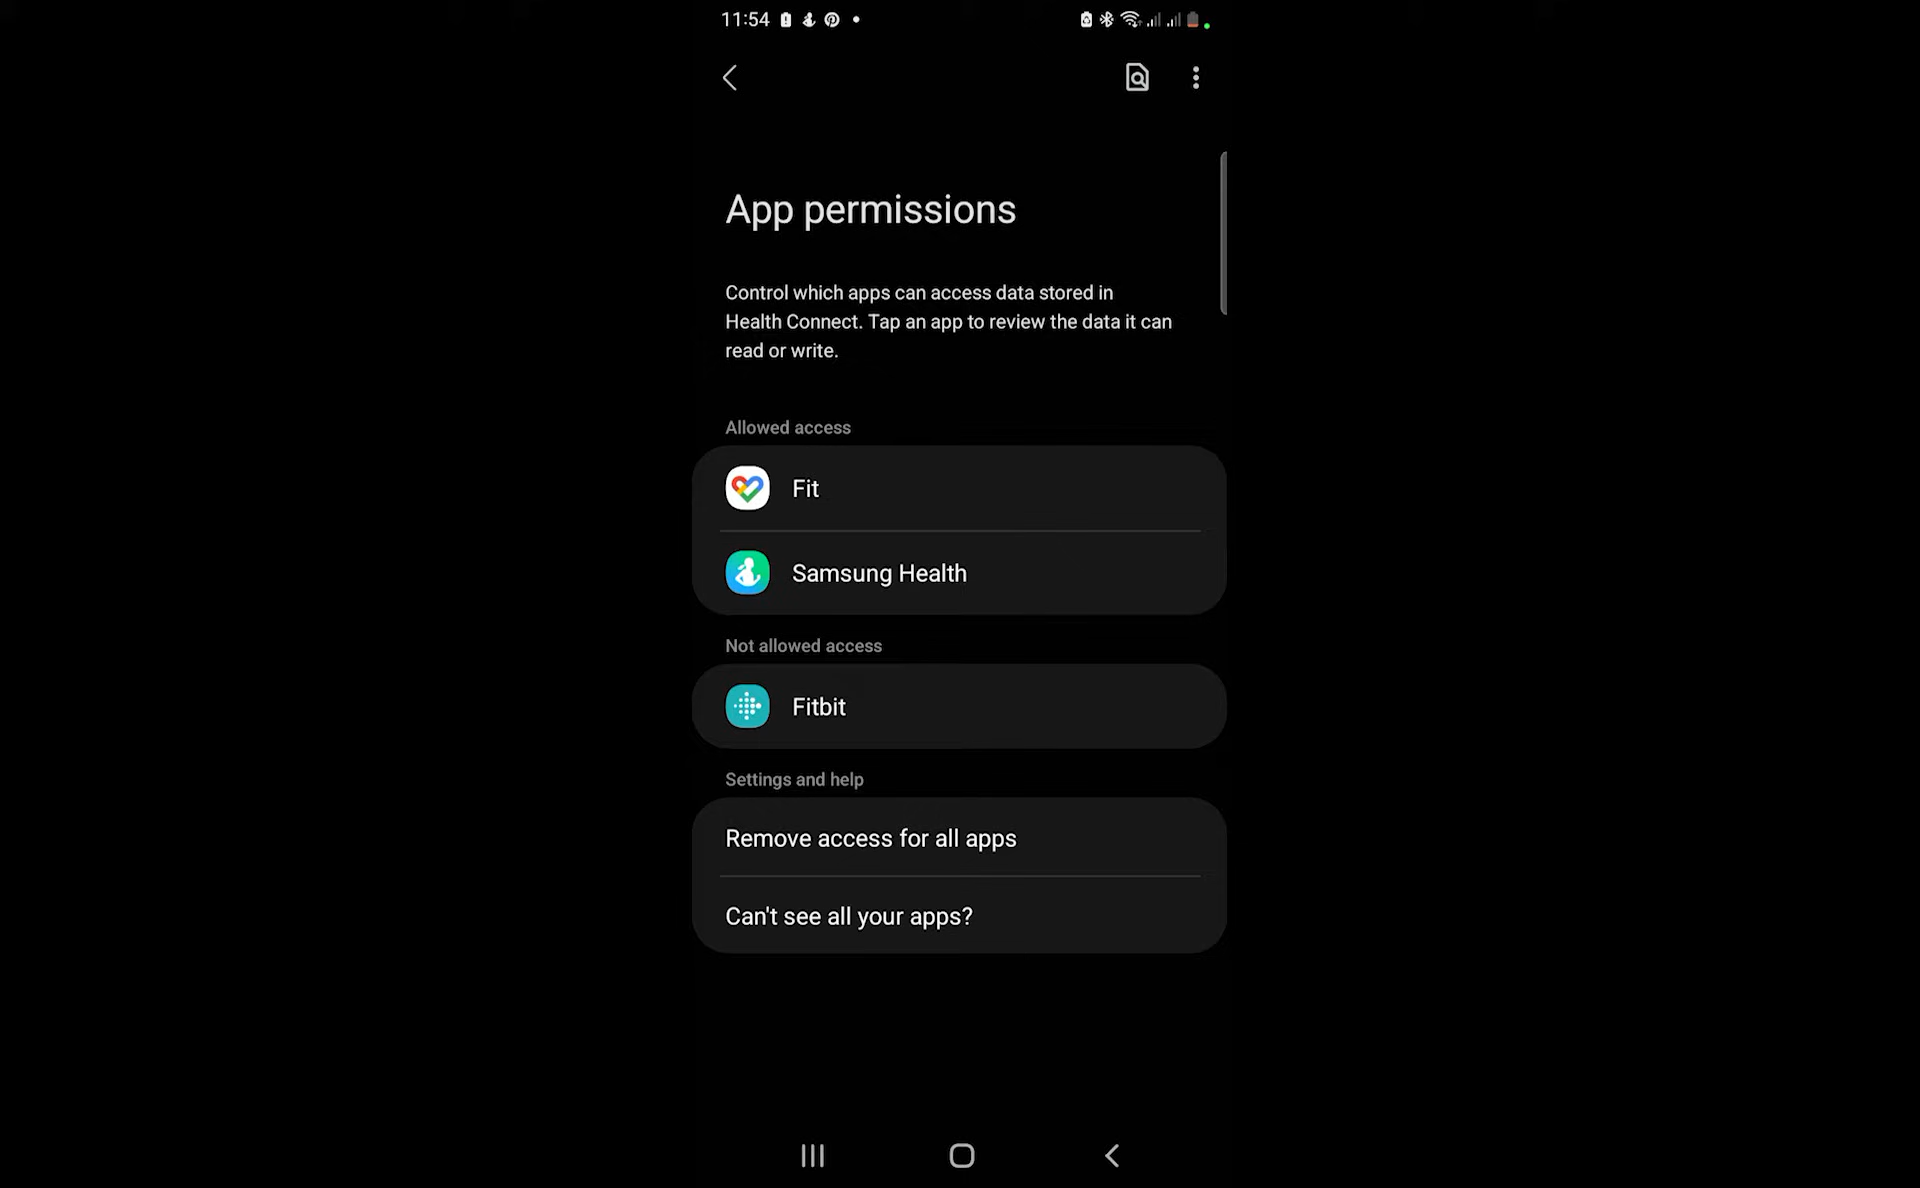 11:54
App permissions
Control which apps can access data stored in
Health Connect. Tap an app to review the data it can
read or write.
Allowed access
Fit
Samsung Health
Not allowed access
Fitbit
Settings and help
Remove access for all apps
Can't see all your apps?